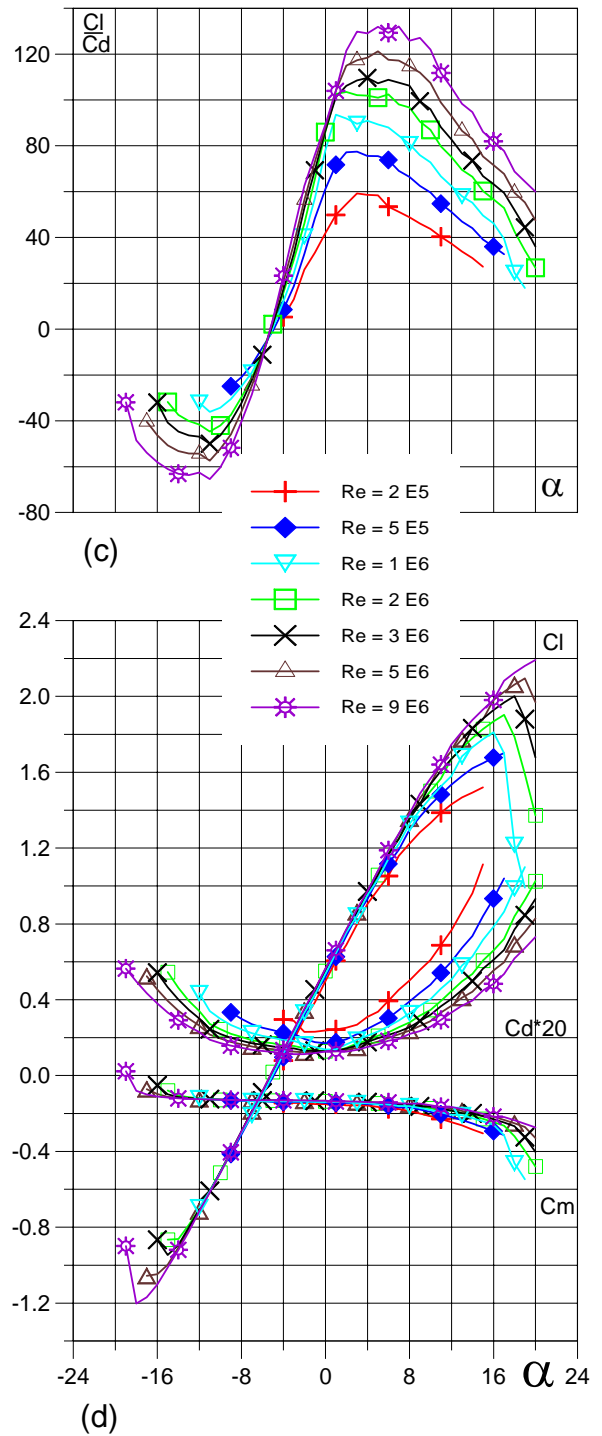 Cl
Cd
120
80
40
0
-40
-80
α
(c)
Re = 2 E5
Re = 5 E5
Re = 1 E6
Re = 2 E6
Re = 3 E6
Re = 5 E6
Re = 9 E6
2.4
2.0
1.6
1.2
0.8
0.4
0.0
-0.4
-0.8
-1.2
Cl
Cd*20
Cm
-24 -16 -8 0 8 16 24
α
(d)